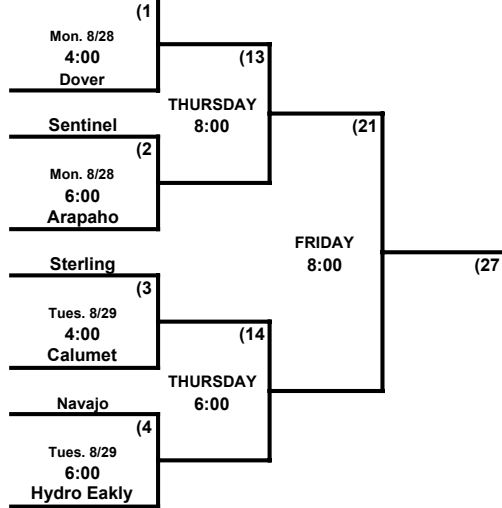 (1
Mon. 8/28
4:00
Dover
(13
THURSDAY
8:00
Sentinel
(2
Mon. 8/28
6:00
Arapaho
(21
FRIDAY
8:00
(27
Sterling
(3
Tues. 8/29
4:00
Calumet
(14
THURSDAY
6:00
Navajo
(4
Tues. 8/29
6:00
Hydro Eakly